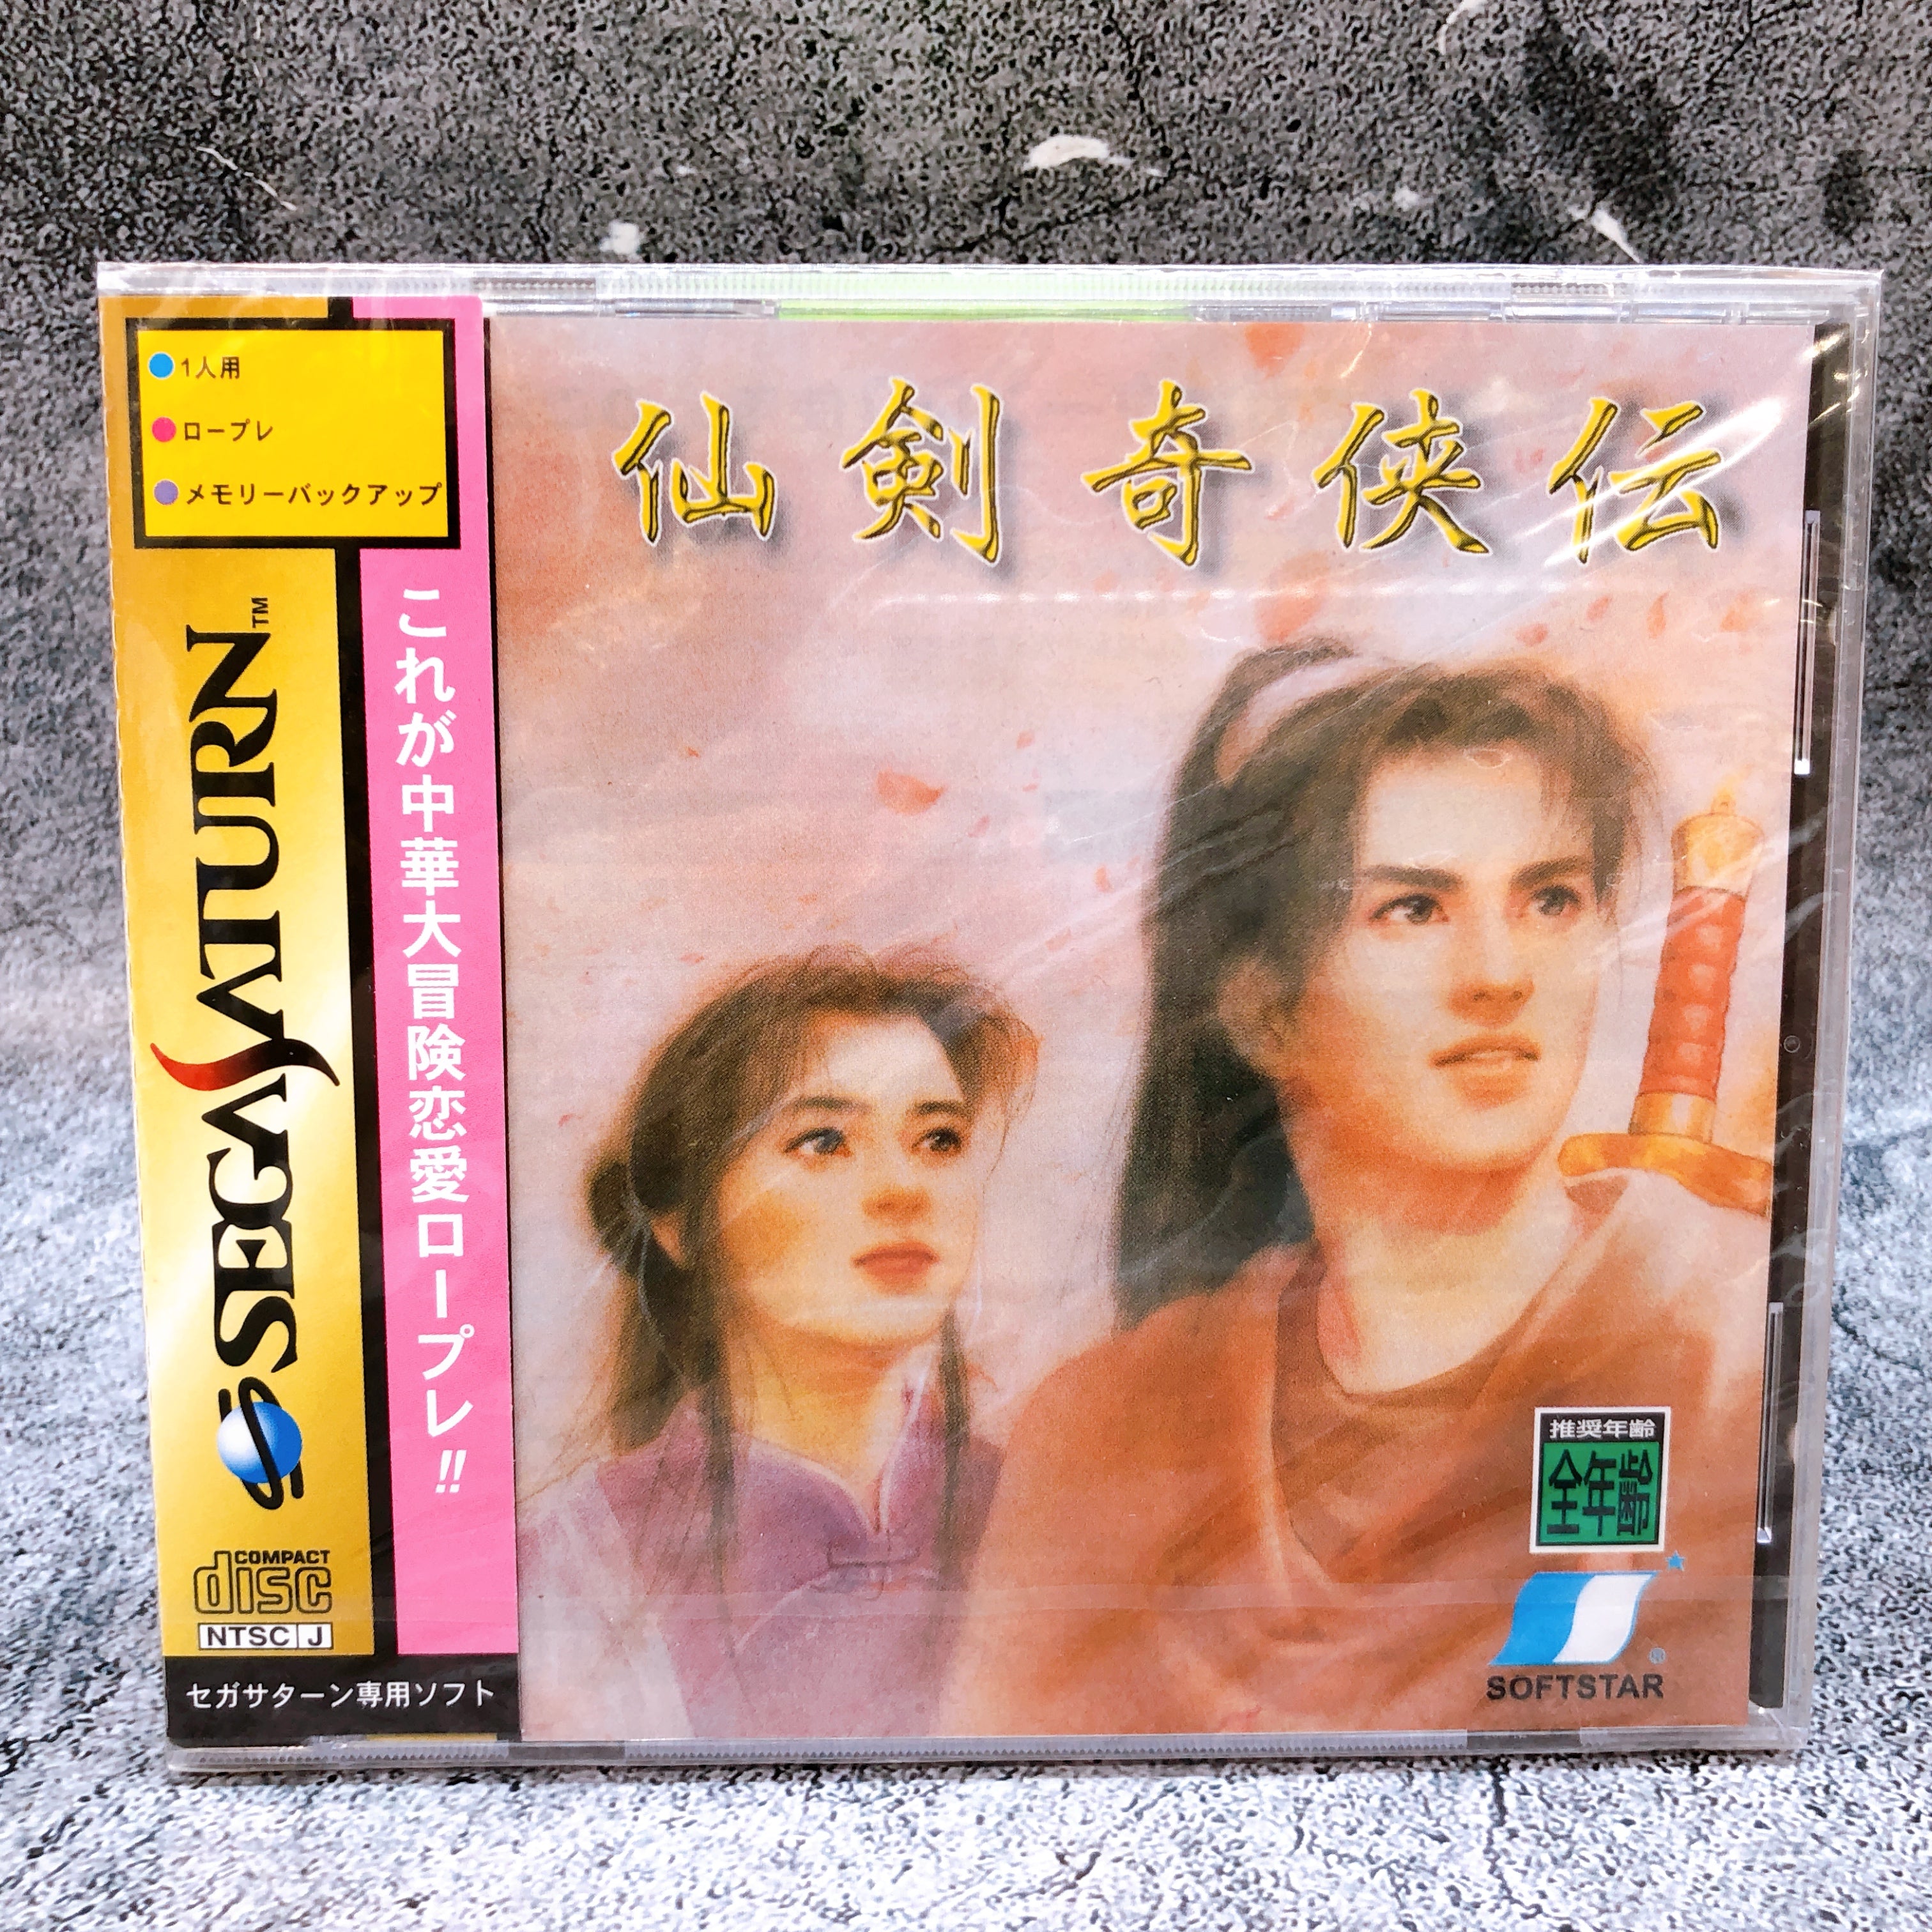 1人用
ロープレ
メモリーバックアップ
SEGA SATURN™
これが中華大冒険恋愛ロープレ!!
COMPACT
disc
NTSC J
セガサターン専用ソフト
仙剣奇侠伝
推奨年齢
全年齢
®
SOFTSTAR